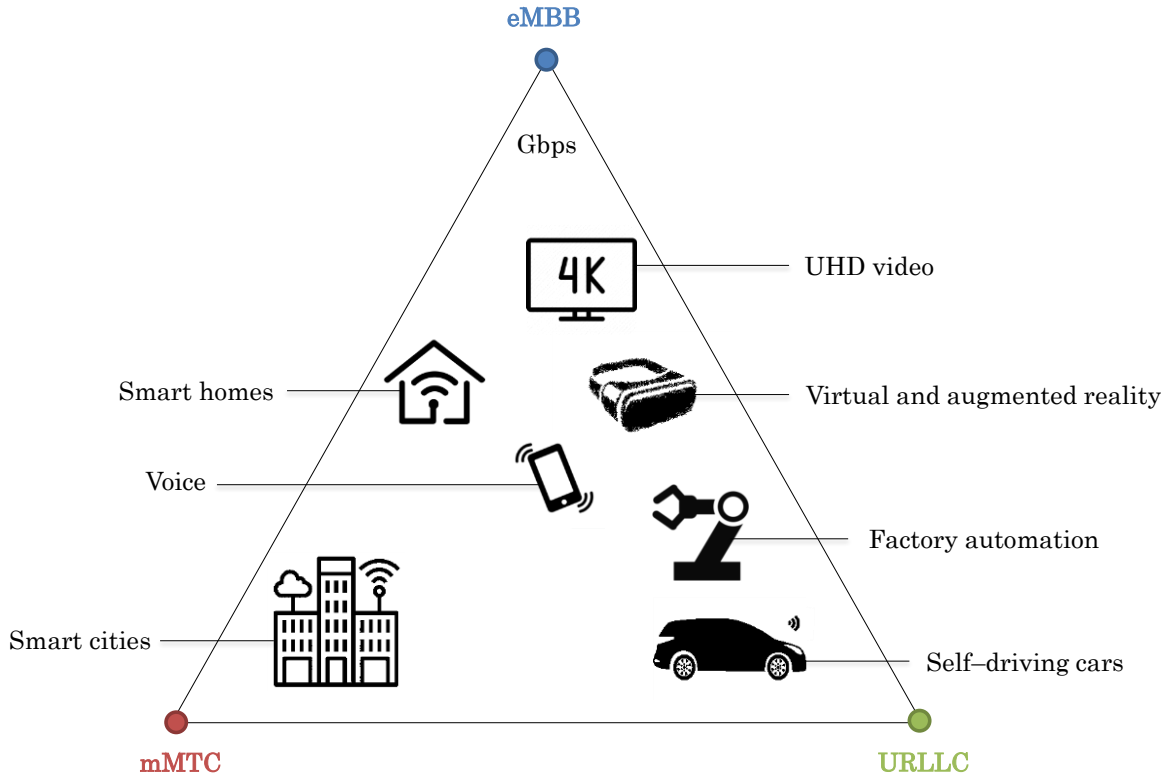 eMBB
Gbps
4K
UHD video
Smart homes
Virtual and augmented reality
Voice
Factory automation
Smart cities
Self–driving cars
mMTC
URLLC